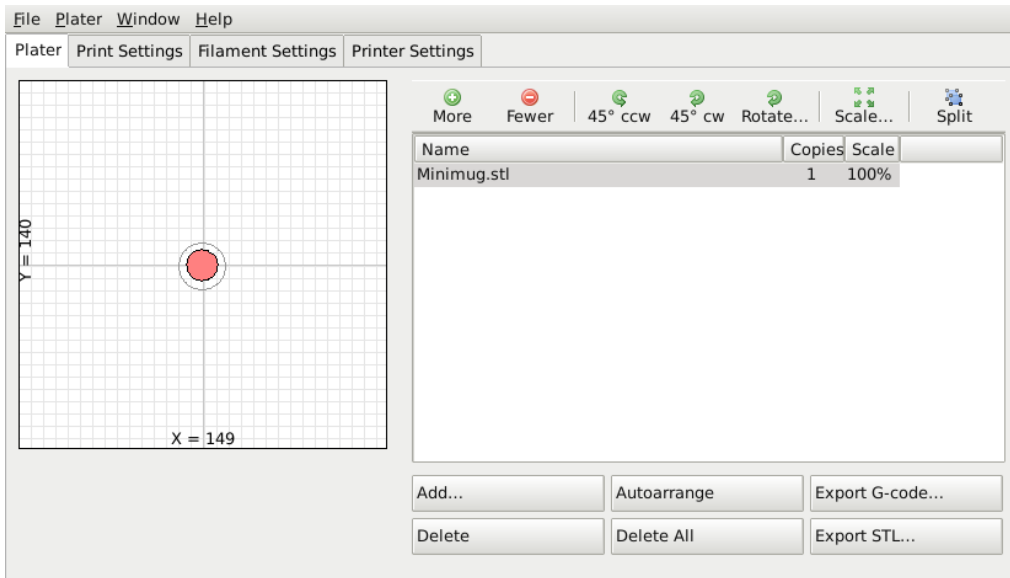 File Plater Window Help
Plater Print Settings Filament Settings Printer Settings
More Fewer 45° ccw 45° cw Rotate... Scale... Split
Name Copies Scale
Minimug.stl 1 100%
Y = 140
X = 149
Add... Autoarrange Export G-code...
Delete Delete All Export STL...